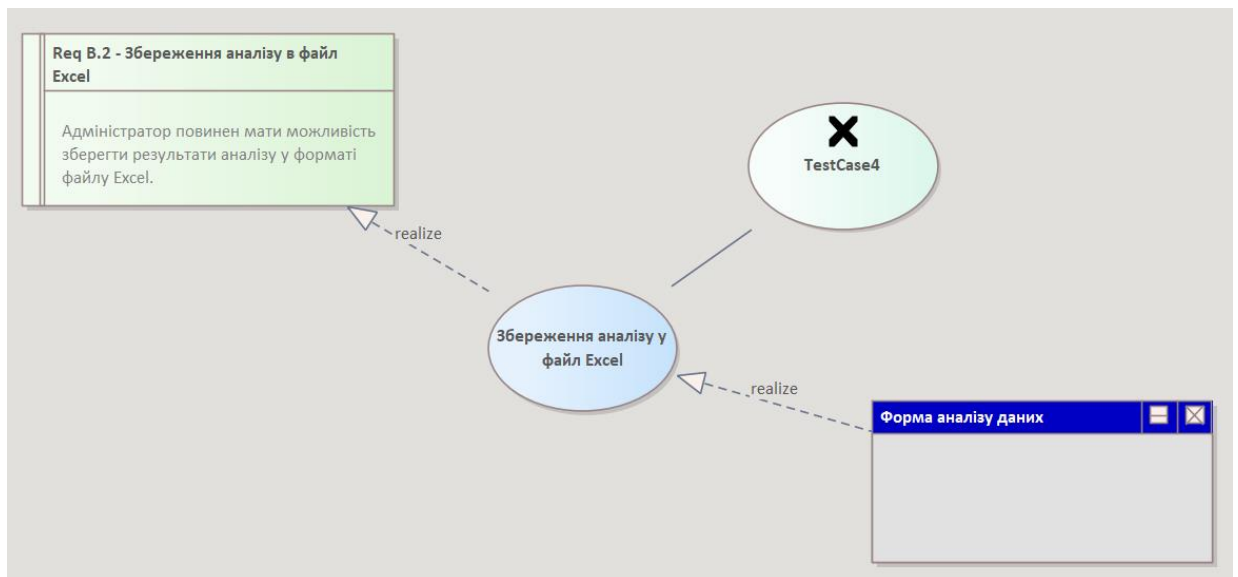 Req B.2 - Збереження аналізу в файл
Excel
Адміністратор повинен мати можливість
зберегти результати аналізу у форматі
файлу Excel.
TestCase4
realize
Збереження аналізу у
файл Excel
realize
Форма аналізу даних